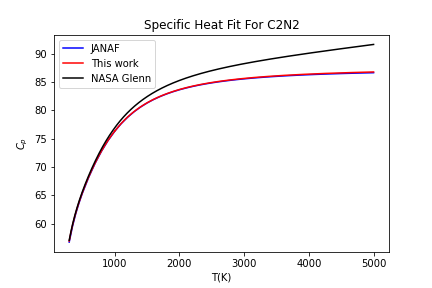 Specific Heat Fit For C2N2
JANAF
This work
NASA Glenn
90
85
80
75
70
65
60
C_p
1000
2000
3000
4000
5000
T(K)